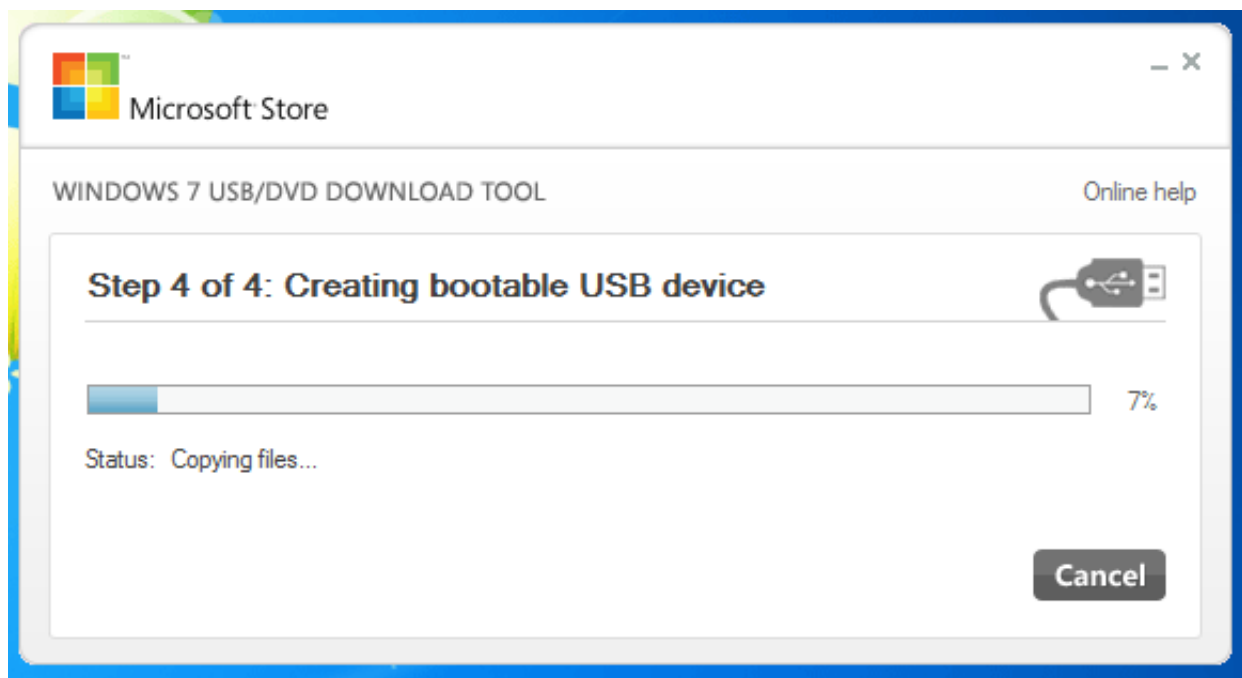 Microsoft Store
WINDOWS 7 USB/DVD DOWNLOAD TOOL
Online help
Step 4 of 4: Creating bootable USB device
7%
Status: Copying files...
Cancel